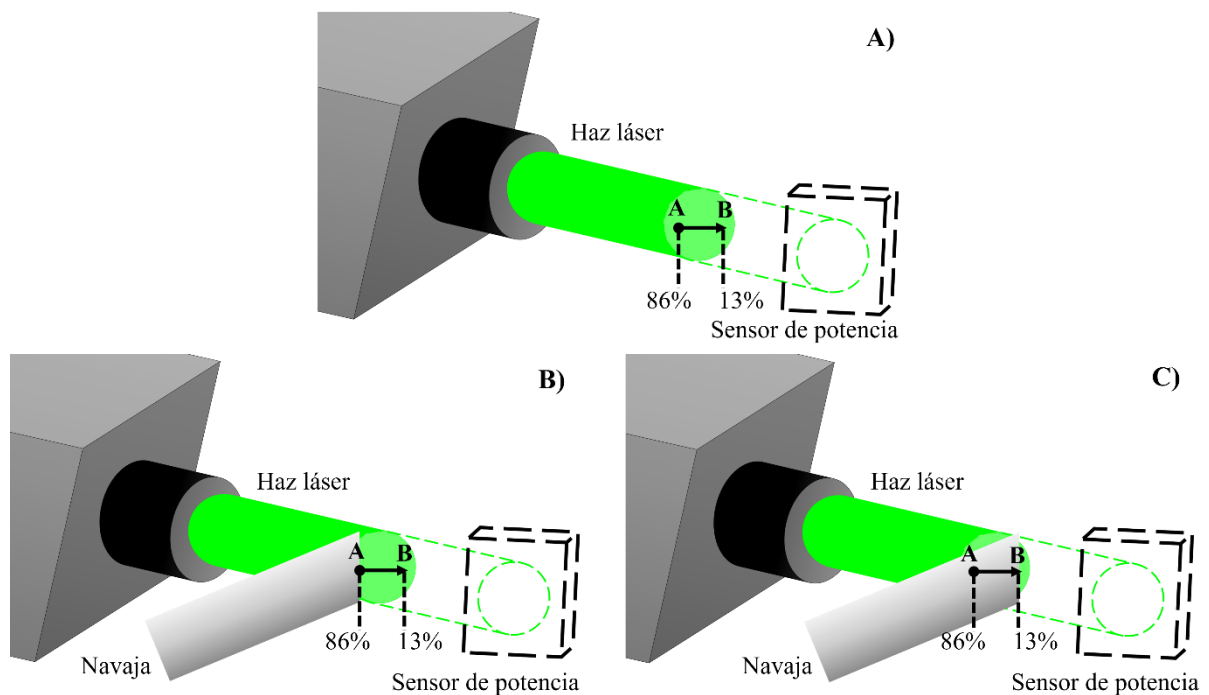 A)
Haz láser
A B
86% 13%
Sensor de potencia
B)
Haz láser
A B
86% 13%
Navaja
Sensor de potencia
C)
Haz láser
A B
86% 13%
Navaja
Sensor de potencia